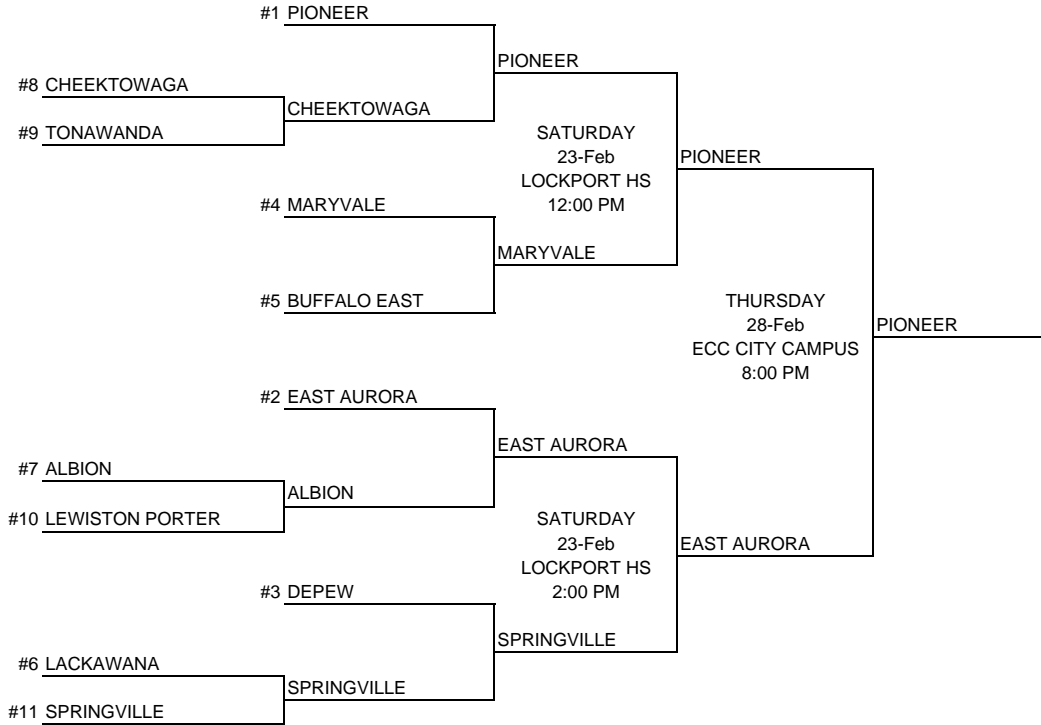 #1 PIONEER
PIONEER
#8 CHEEKTOWAGA
CHEEKTOWAGA
#9 TONAWANDA
SATURDAY
23-Feb
LOCKPORT HS
12:00 PM
PIONEER
#4 MARYVALE
MARYVALE
#5 BUFFALO EAST
THURSDAY
28-Feb
ECC CITY CAMPUS
8:00 PM
PIONEER
#2 EAST AURORA
EAST AURORA
#7 ALBION
ALBION
#10 LEWISTON PORTER
SATURDAY
23-Feb
LOCKPORT HS
2:00 PM
EAST AURORA
#3 DEPEW
SPRINGVILLE
#6 LACKAWANA
SPRINGVILLE
#11 SPRINGVILLE